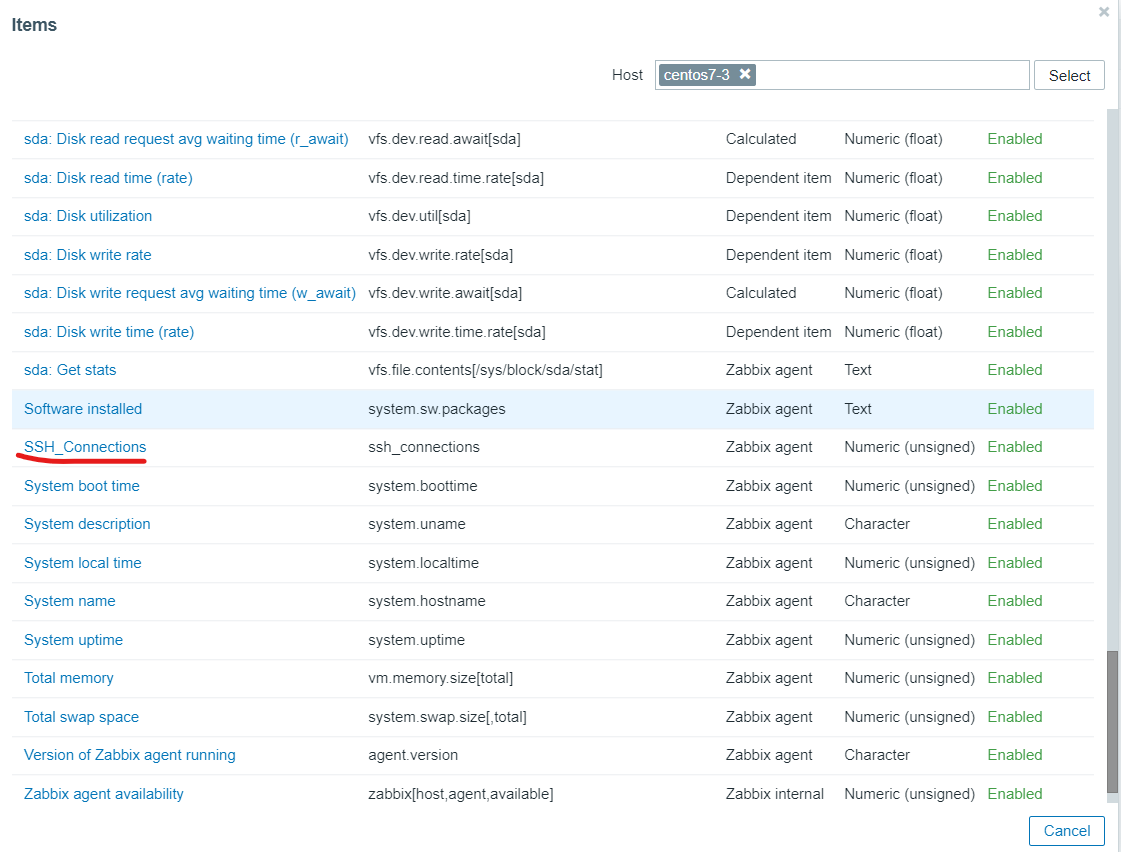 Items
Host centos7-3 Select
sda: Disk read request avg waiting time (r_await) vfs.dev.read.await[sda] Calculated Numeric (float) Enabled
sda: Disk read time (rate) vfs.dev.read.time.rate[sda] Dependent item Numeric (float) Enabled
sda: Disk utilization vfs.dev.util[sda] Dependent item Numeric (float) Enabled
sda: Disk write rate vfs.dev.write.rate[sda] Dependent item Numeric (float) Enabled
sda: Disk write request avg waiting time (w_await) vfs.dev.write.await[sda] Calculated Numeric (float) Enabled
sda: Disk write time (rate) vfs.dev.write.time.rate[sda] Dependent item Numeric (float) Enabled
sda: Get stats vfs.file.contents[/sys/block/sda/stat] Zabbix agent Text Enabled
Software installed system.sw.packages Zabbix agent Text Enabled
SSH_Connections ssh_connections Zabbix agent Numeric (unsigned) Enabled
System boot time system.boottime Zabbix agent Numeric (unsigned) Enabled
System description system.uname Zabbix agent Character Enabled
System local time system.localtime Zabbix agent Numeric (unsigned) Enabled
System name system.hostname Zabbix agent Character Enabled
System uptime system.uptime Zabbix agent Numeric (unsigned) Enabled
Total memory vm.memory.size[total] Zabbix agent Numeric (unsigned) Enabled
Total swap space system.swap.size[,total] Zabbix agent Numeric (unsigned) Enabled
Version of Zabbix agent running agent.version Zabbix agent Character Enabled
Zabbix agent availability zabbix[host,agent,available] Zabbix internal Numeric (unsigned) Enabled
Cancel